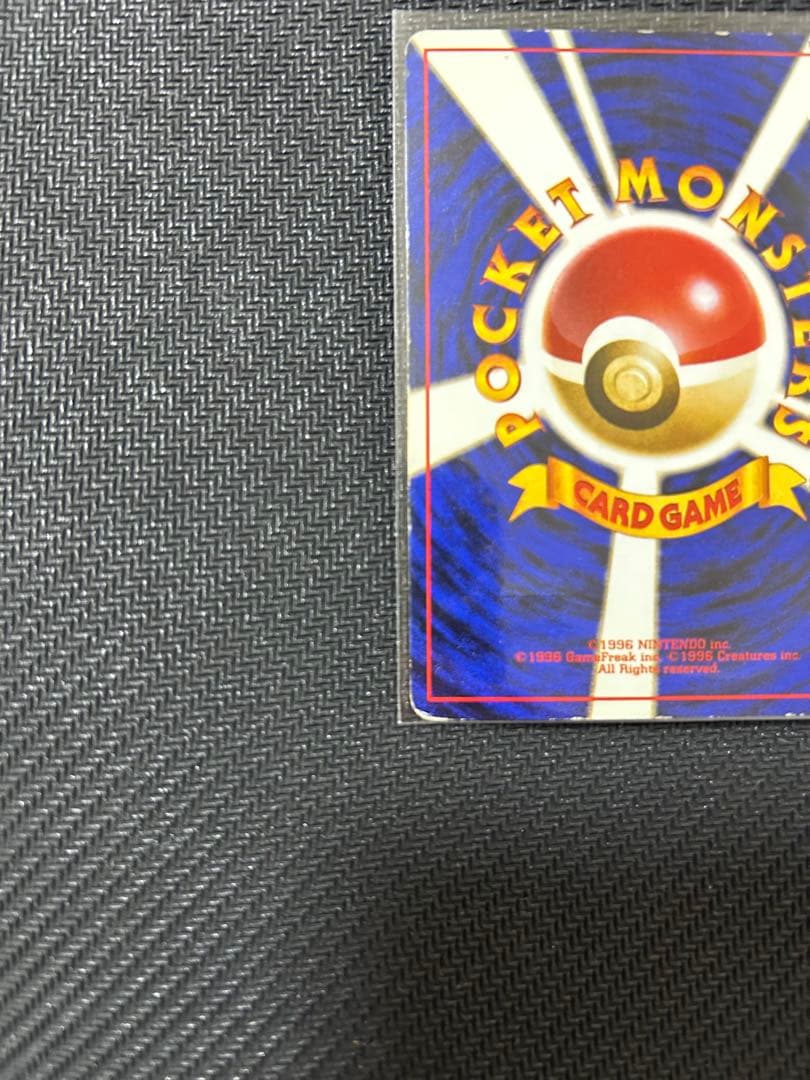 POCKET MONSTERS
CARD GAME
©1996 NINTENDO inc.
©1996 GameFreak inc. ©1996 Creatures inc.
All Rights reserved.